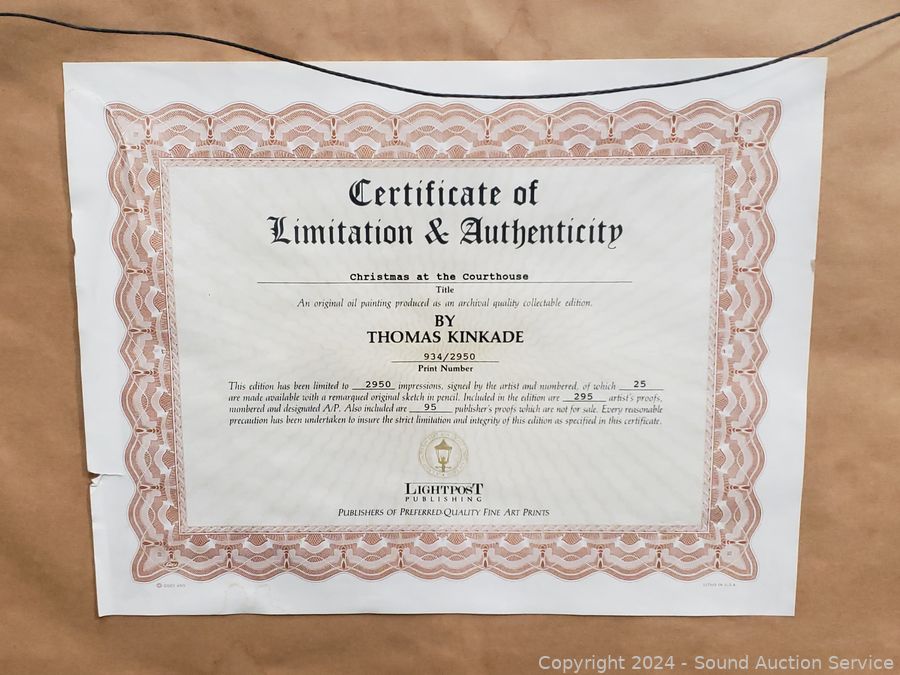 Certificate of
Limitation & Authenticity
Christmas at the Courthouse
Title
An original oil painting produced as an archival quality collectable edition.
BY
THOMAS KINKADE
934/2950
Print Number
This edition has been limited to 2950 impressions, signed by the artist and numbered, of which 25
are made available with a remarqued original sketch in pencil. Included in the edition are 295 artist's proofs,
numbered and designated A/P. Also included are 95 publisher's proofs which are not for sale. Every reasonable
precaution has been undertaken to insure the strict limitation and integrity of this edition as specified in this certificate.
LIGHTPOST
PUBLISHING
PUBLISHERS OF PREFERRED QUALITY FINE ART PRINTS
LITHO IN U.S.A.
Copyright 2024 - Sound Auction Service